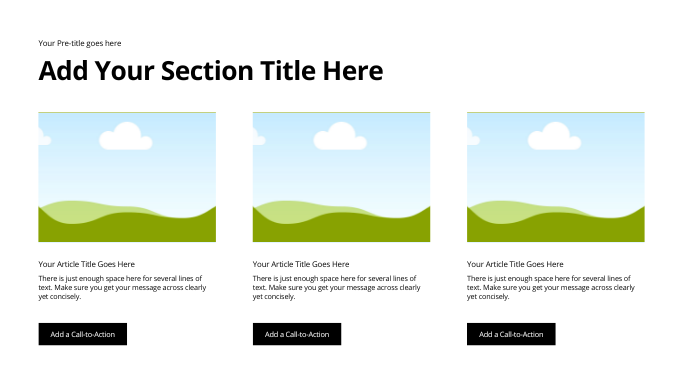 Your Pre-title goes here
Add Your Section Title Here
Your Article Title Goes Here
There is just enough space here for several lines of
text. Make sure you get your message across clearly
yet concisely.
Add a Call-to-Action
Your Article Title Goes Here
There is just enough space here for several lines of
text. Make sure you get your message across clearly
yet concisely.
Add a Call-to-Action
Your Article Title Goes Here
There is just enough space here for several lines of
text. Make sure you get your message across clearly
yet concisely.
Add a Call-to-Action